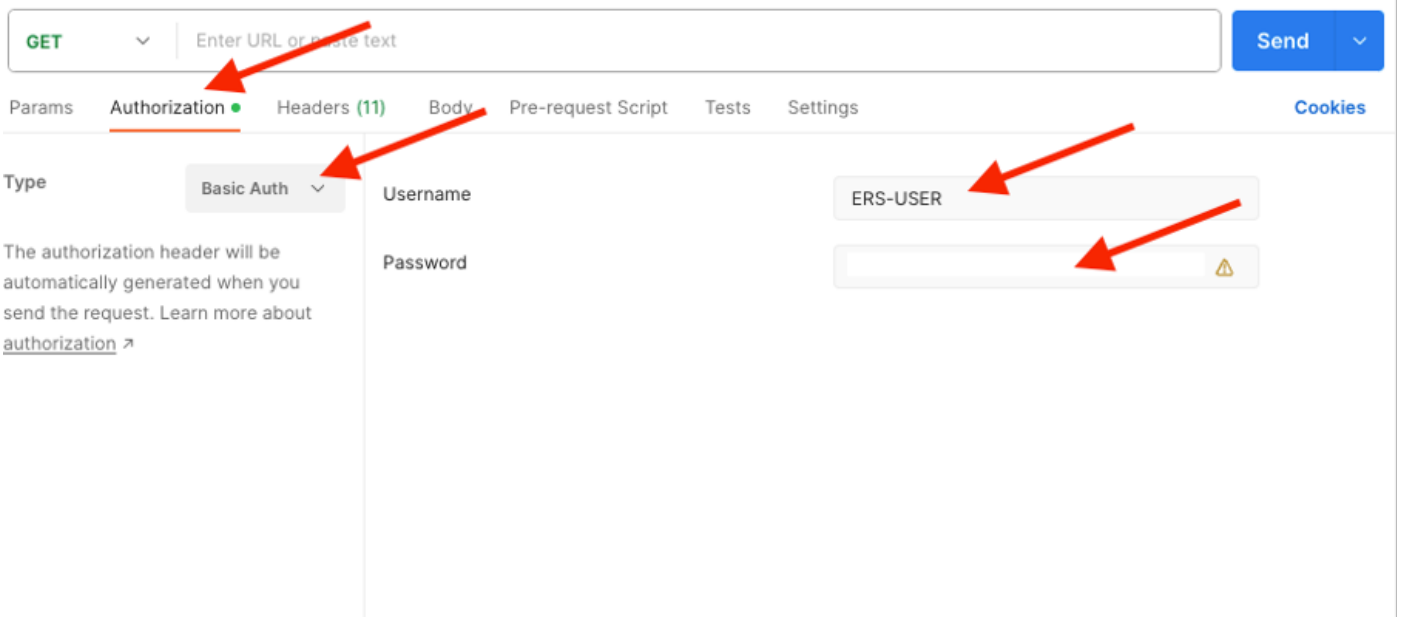 GET Enter URL or paste text Send
Params Authorization Headers (11) Body Pre-request Script Tests Settings Cookies
Type Basic Auth
The authorization header will be
automatically generated when you
send the request. Learn more about
authorization ↗
Username ERS-USER
Password